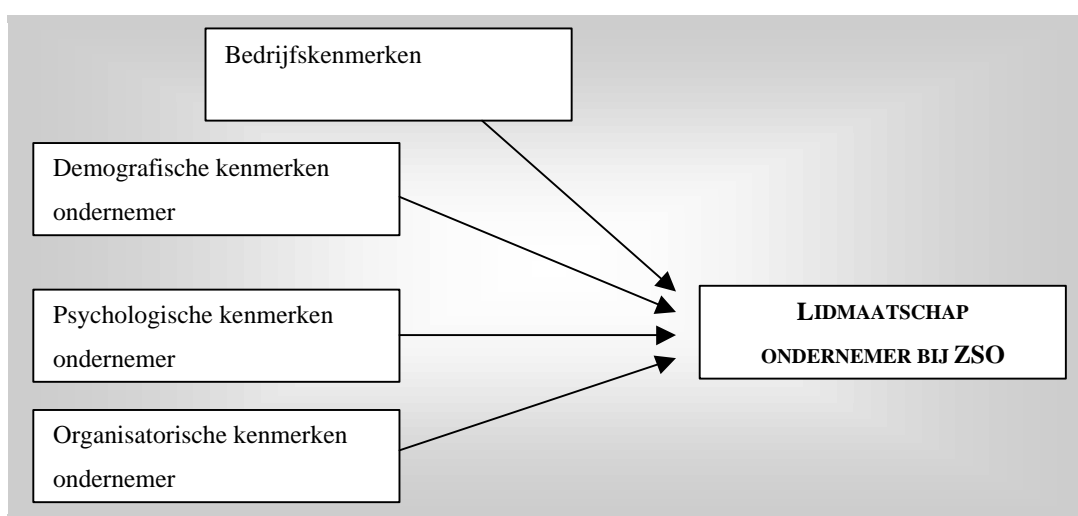 Bedrijfskenmerken
Demografische kenmerken
ondernemer
Psychologische kenmerken
ondernemer
Organisatorische kenmerken
ondernemer
LIDMAATSCHAP
ONDERNEMER BIJ ZSO